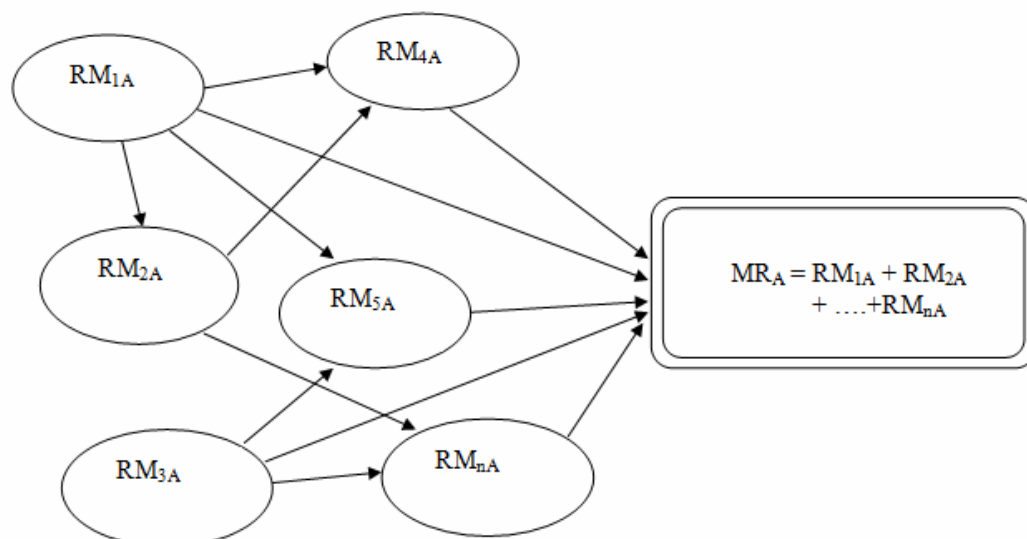 RM1A
RM4A
RM2A
RM5A
MRA = RM1A + RM2A
+ ....+RMnA
RM3A
RMnA